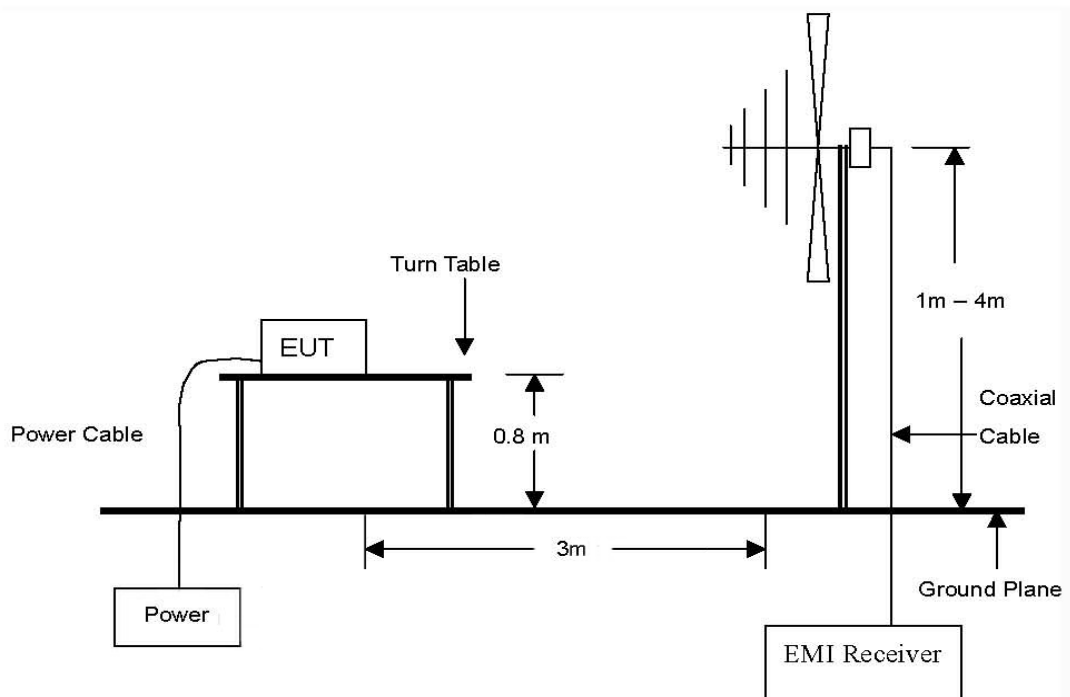 Turn Table
EUT
1m – 4m
Power Cable
0.8 m
Coaxial
Cable
3m
Ground Plane
Power
EMI Receiver